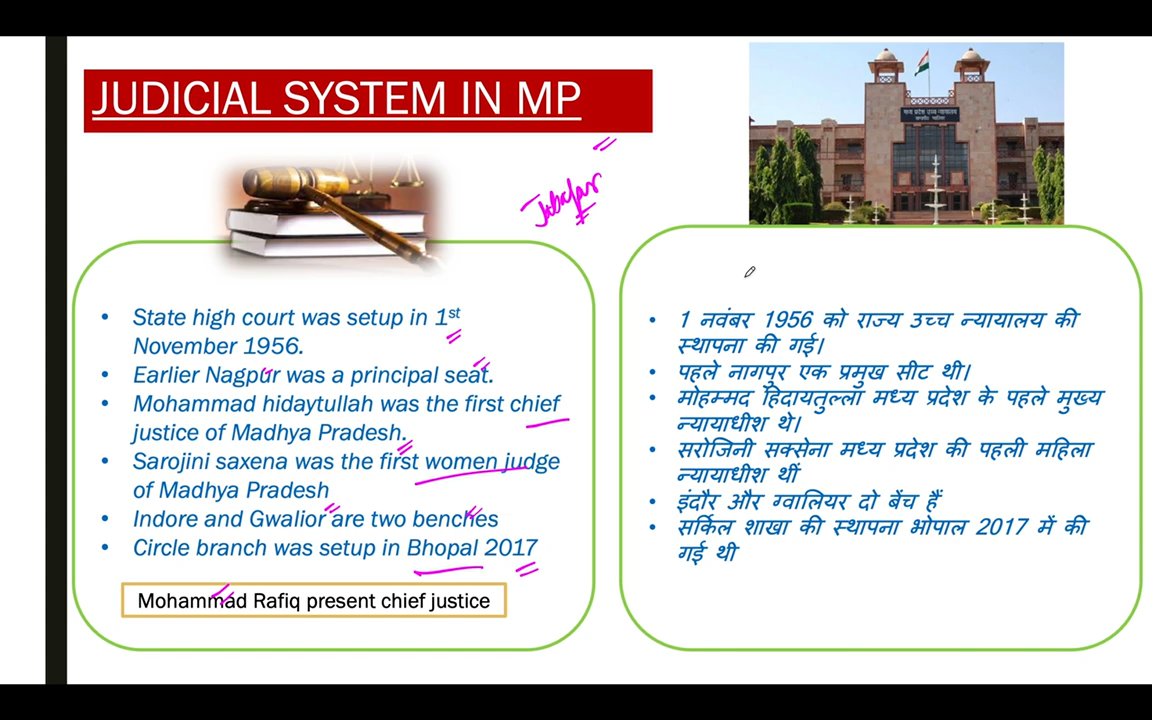 JUDICIAL SYSTEM IN MP
मध्य प्रदेश उच्च न्यायालय
• State high court was setup in 1st
November 1956.
• Earlier Nagpur was a principal seat.
• Mohammad hidaytullah was the first chief
justice of Madhya Pradesh.
• Sarojini saxena was the first women judge
of Madhya Pradesh
• Indore and Gwalior are two benches
• Circle branch was setup in Bhopal 2017
Mohammad Rafiq present chief justice
• 1 नवंबर 1956 को राज्य उच्च न्यायालय की
स्थापना की गई।
• पहले नागपुर एक प्रमुख सीट थी।
• मोहम्मद हिदायतुल्ला मध्य प्रदेश के पहले मुख्य
न्यायाधीश थे।
• सरोजिनी सक्सेना मध्य प्रदेश की पहली महिला
न्यायाधीश थीं
• इंदौर और ग्वालियर दो बेंच हैं
• सर्किल शाखा की स्थापना भोपाल 2017 में की
गई थी